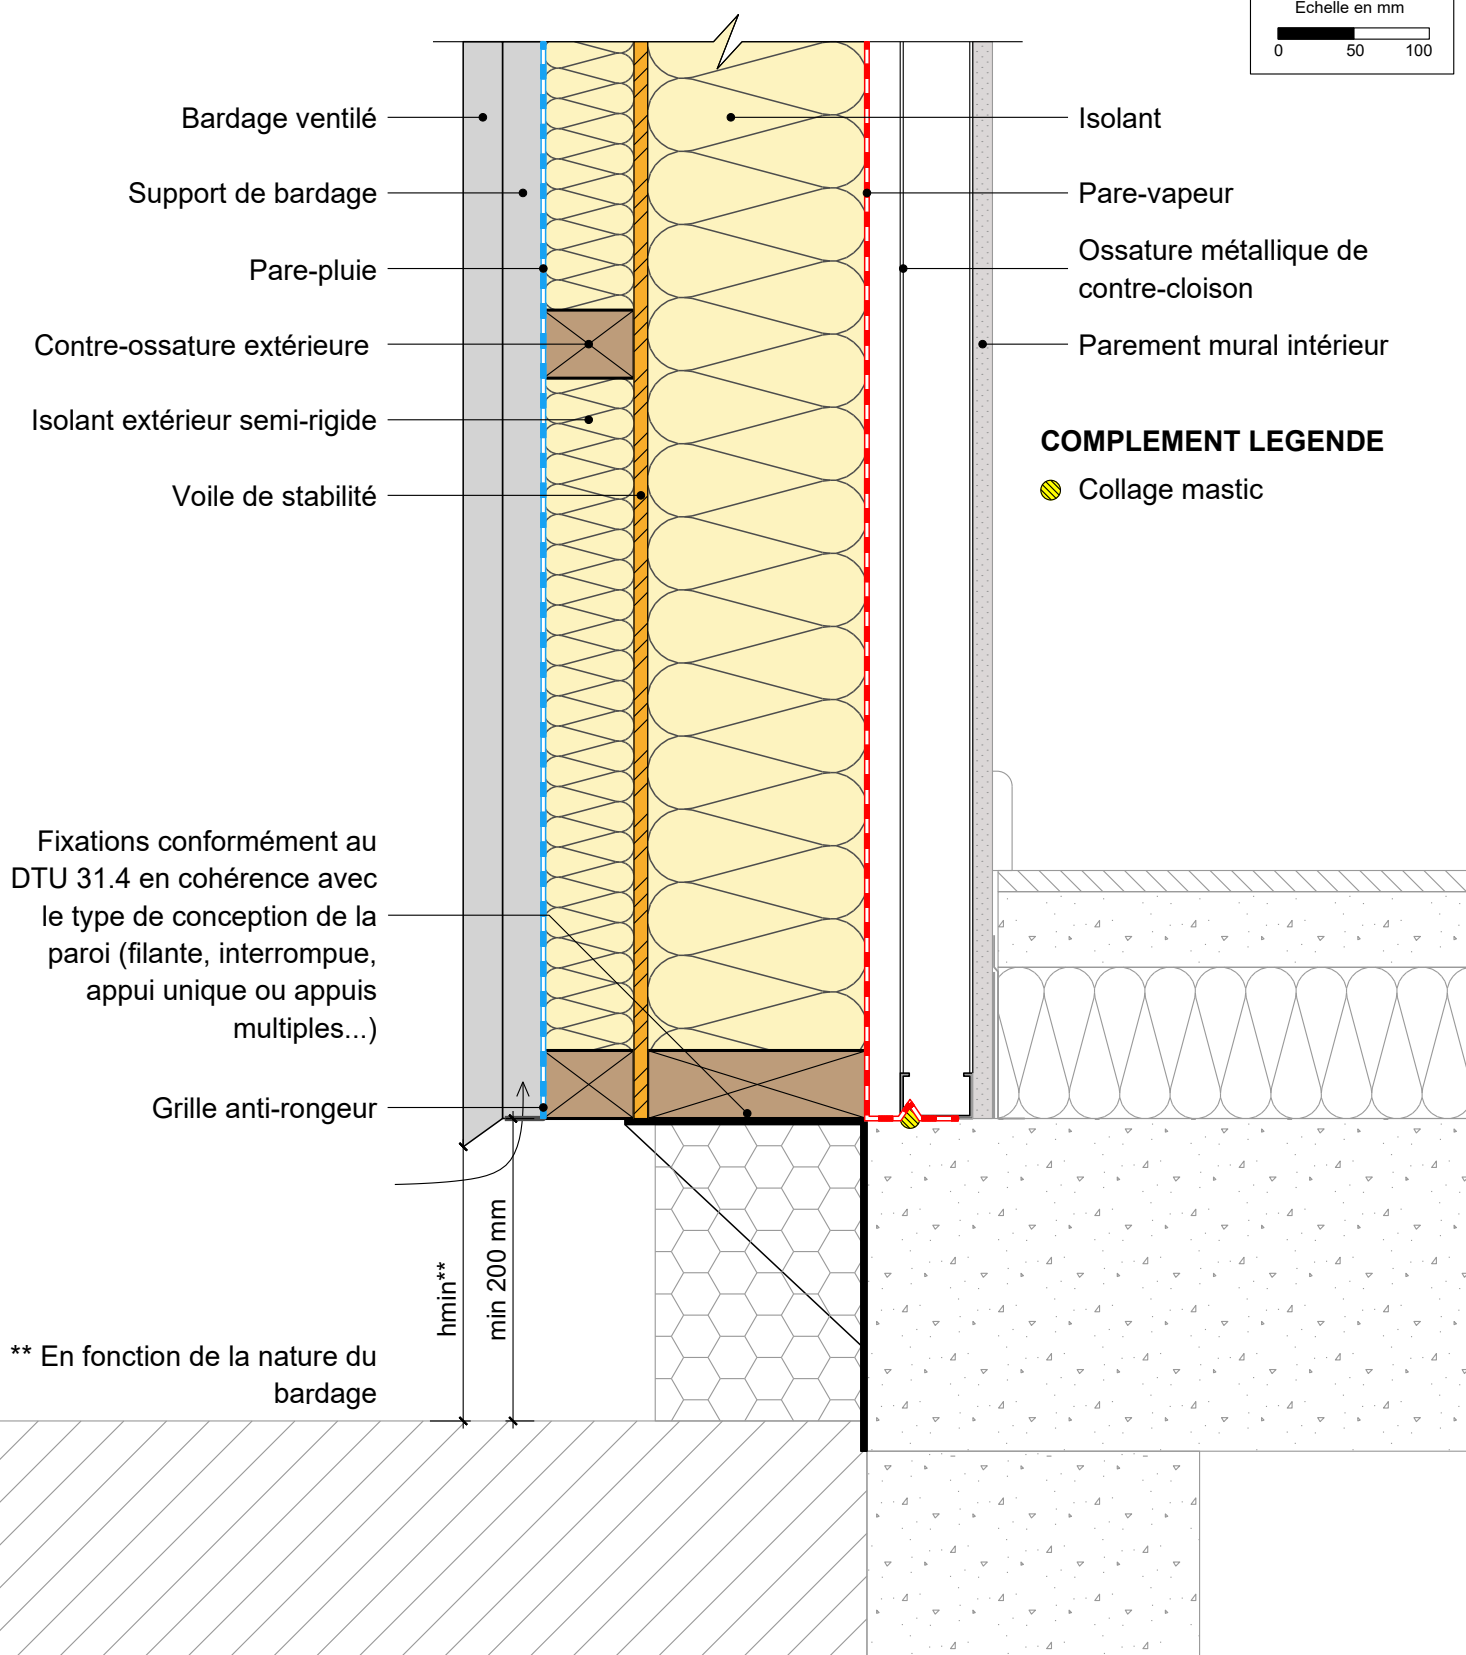 Echelle en mm
0 50 100
Bardage ventilé
Support de bardage
Pare-pluie
Contre-ossature extérieure
Isolant extérieur semi-rigide
Voile de stabilité
Fixations conformément au
DTU 31.4 en cohérence avec
le type de conception de la
paroi (filante, interrompue,
appui unique ou appuis
multiples...)
Grille anti-rongeur
hmin**
min 200 mm
** En fonction de la nature du
bardage
Isolant
Pare-vapeur
Ossature métallique de
contre-cloison
Parement mural intérieur
COMPLEMENT LEGENDE
Collage mastic